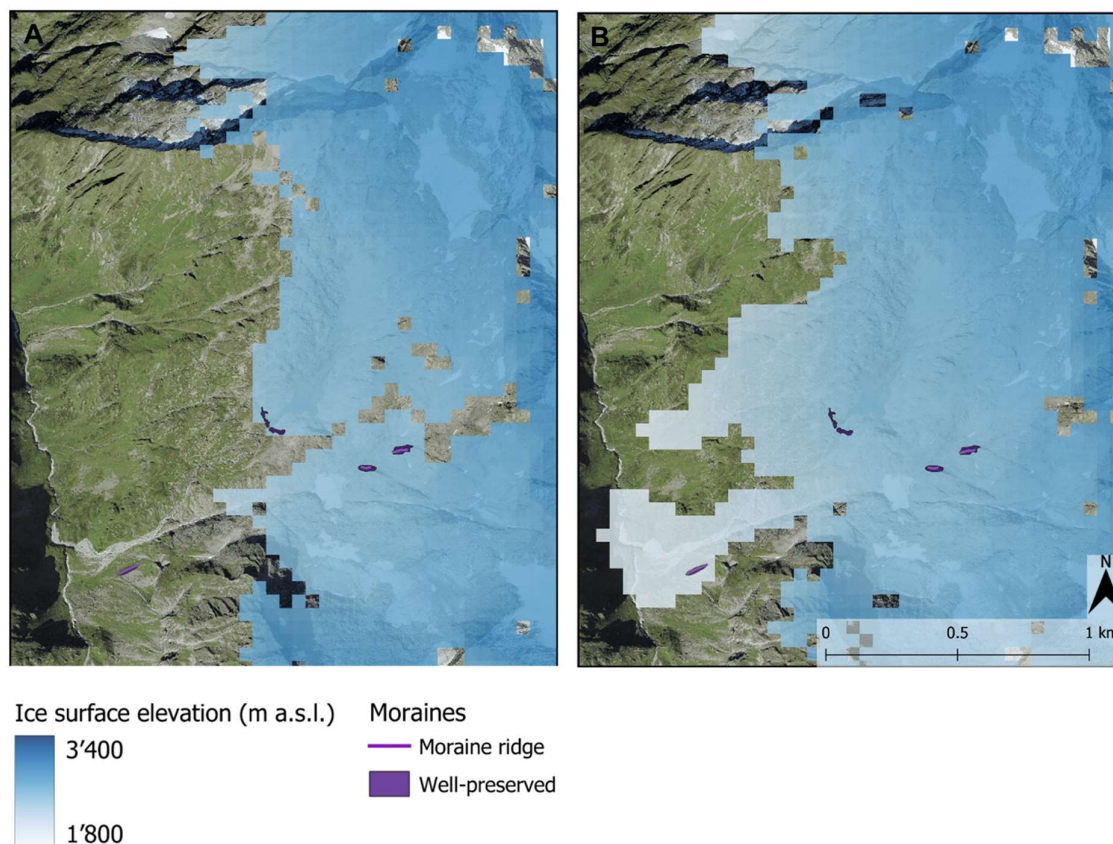 A
B
N
0
0.5
1 km
Ice surface elevation (m a.s.l.)
3'400
1'800
Moraines
Moraine ridge
Well-preserved